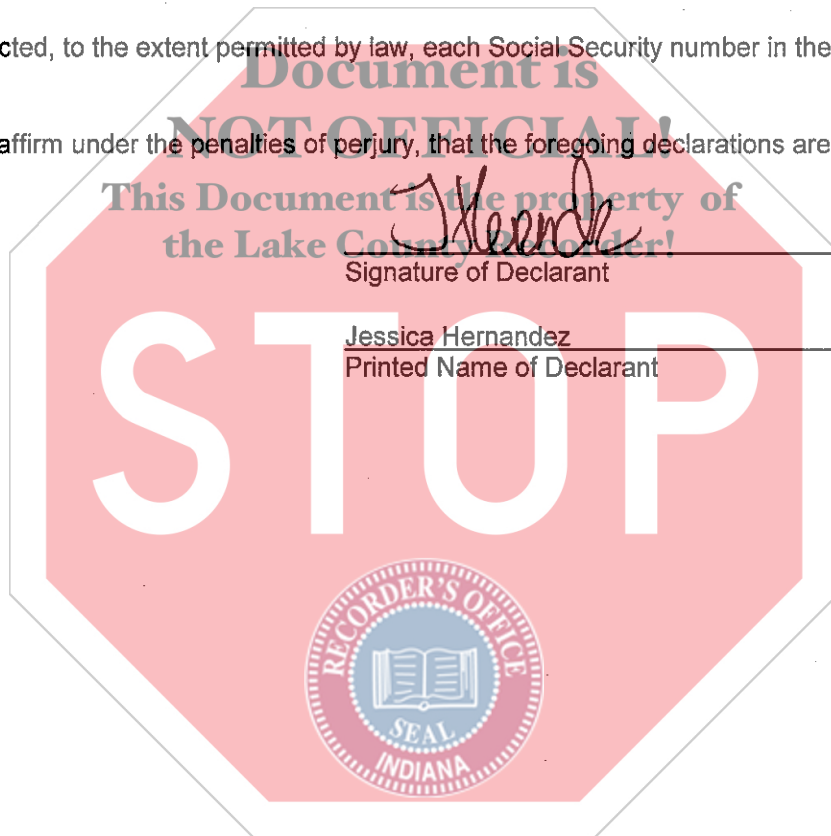 cted, to the extent permitted by law, each Social Security number in the
Document is
NOT OFFICIAL!
affirm under the penalties of perjury, that the foregoing declarations are
This Document is the property of
the Lake County Recorder!
Signature of Declarant
Jessica Hernandez
Printed Name of Declarant
STOP
RECORDER'S OFFICE
SEAL
INDIANA